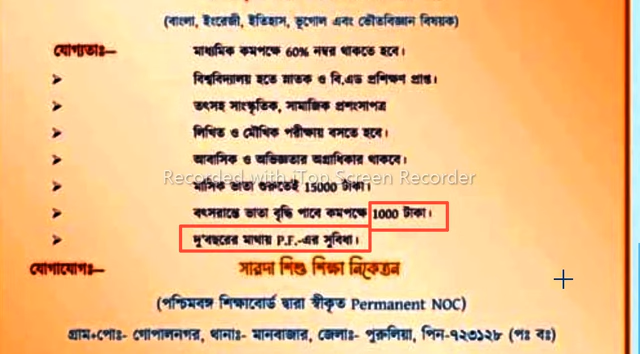 (বাংলা, ইংরেজী, ইতিহাস, ভূগোল এবং ভৌতবিজ্ঞান বিষয়ক)
যোগ্যতাঃ— মাধ্যমিক কমপক্ষে 60% নম্বর থাকতে হবে।
➤ বিশ্ববিদ্যালয় হতে স্নাতক ও বি.এড প্রশিক্ষণ প্রাপ্ত।
➤ তৎসহ সাংস্কৃতিক, সামাজিক প্রশংসাপত্র
➤ লিখিত ও মৌখিক পরীক্ষায় বসতে হবে।
➤ আবাসিক ও অভিজ্ঞতার অগ্রাধিকার থাকবে।
Recorded with iTop Screen Recorder
➤ মাসিক ভাতা শুরুতেই 15000 টাকা।
➤ বৎসরান্তে ভাতা বৃদ্ধি পাবে কমপক্ষে 1000 টাকা।
➤ দু'বছরের মাথায় P.F.-এর সুবিধা।
যোগাযোগঃ— সারদা শিশু শিক্ষা নিকেতন
(পশ্চিমবঙ্গ শিক্ষাবোর্ড দ্বারা স্বীকৃত Permanent NOC)
গ্রাম+পোঃ- গোপালনগর, থানাঃ- মানবাজার, জেলাঃ- পুরুলিয়া, পিন-৭২৩১২৮ (পঃ বঃ)